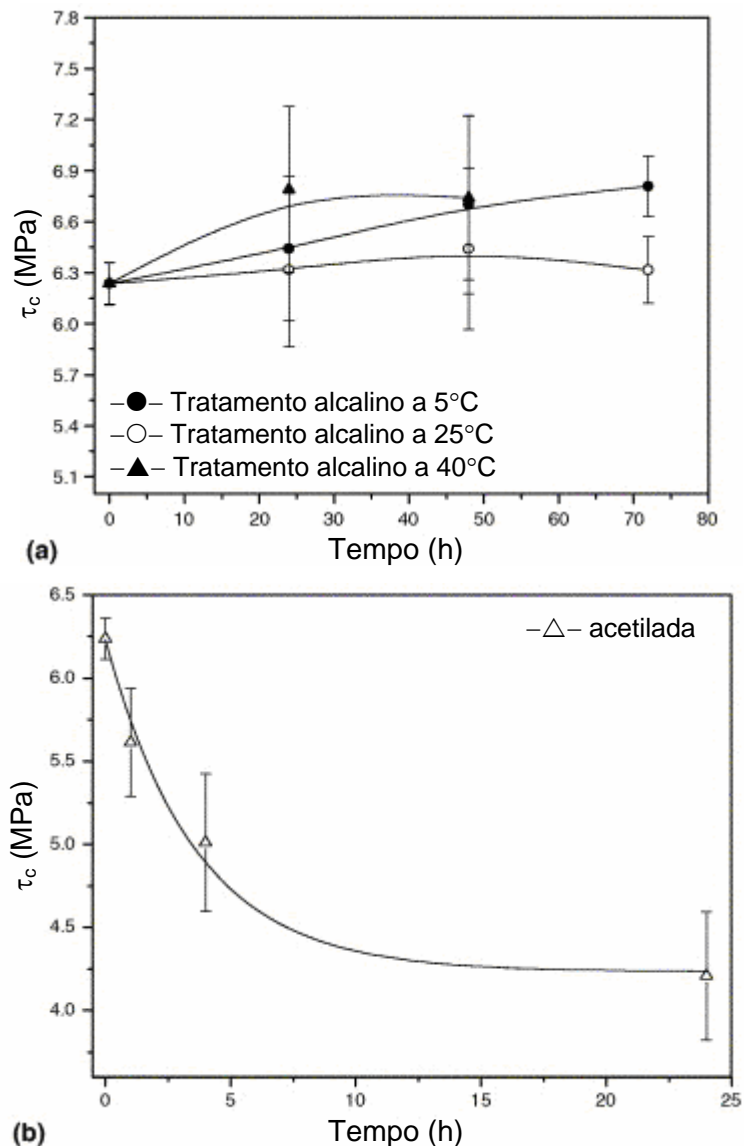 7.8
7.5
7.2
6.9
6.6
6.3
6.0
5.7
5.4
5.1
τc (MPa)
–●– Tratamento alcalino a 5°C
–○– Tratamento alcalino a 25°C
–▲– Tratamento alcalino a 40°C
0 10 20 30 40 50 60 70 80
(a) Tempo (h)
6.5
6.0
5.5
5.0
4.5
4.0
τc (MPa)
–△– acetilada
0 5 10 15 20 25
(b) Tempo (h)